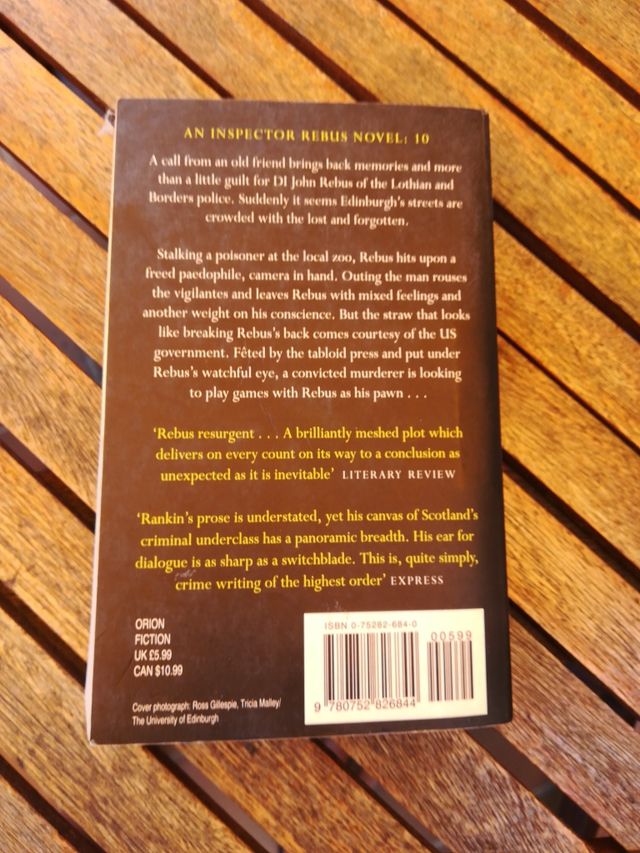 AN INSPECTOR REBUS NOVEL: 10
A call from an old friend brings back memories and more
than a little guilt for DI John Rebus of the Lothian and
Borders police. Suddenly it seems Edinburgh's streets are
crowded with the lost and forgotten.
Stalking a poisoner at the local zoo, Rebus hits upon a
freed paedophile, camera in hand. Outing the man rouses
the vigilantes and leaves Rebus with mixed feelings and
another weight on his conscience. But the straw that looks
like breaking Rebus's back comes courtesy of the US
government. Fêted by the tabloid press and put under
Rebus's watchful eye, a convicted murderer is looking
to play games with Rebus as his pawn . . .
'Rebus resurgent . . . A brilliantly meshed plot which
delivers on every count on its way to a conclusion as
unexpected as it is inevitable' LITERARY REVIEW
'Rankin's prose is understated, yet his canvas of Scotland's
criminal underclass has a panoramic breadth. His ear for
dialogue is as sharp as a switchblade. This is, quite simply,
crime writing of the highest order' EXPRESS
ORION
FICTION
UK £5.99
CAN $10.99
Cover photograph: Ross Gillespie, Tricia Malley/
The University of Edinburgh
ISBN 0-75282-684-0
00599
9 780752 826844